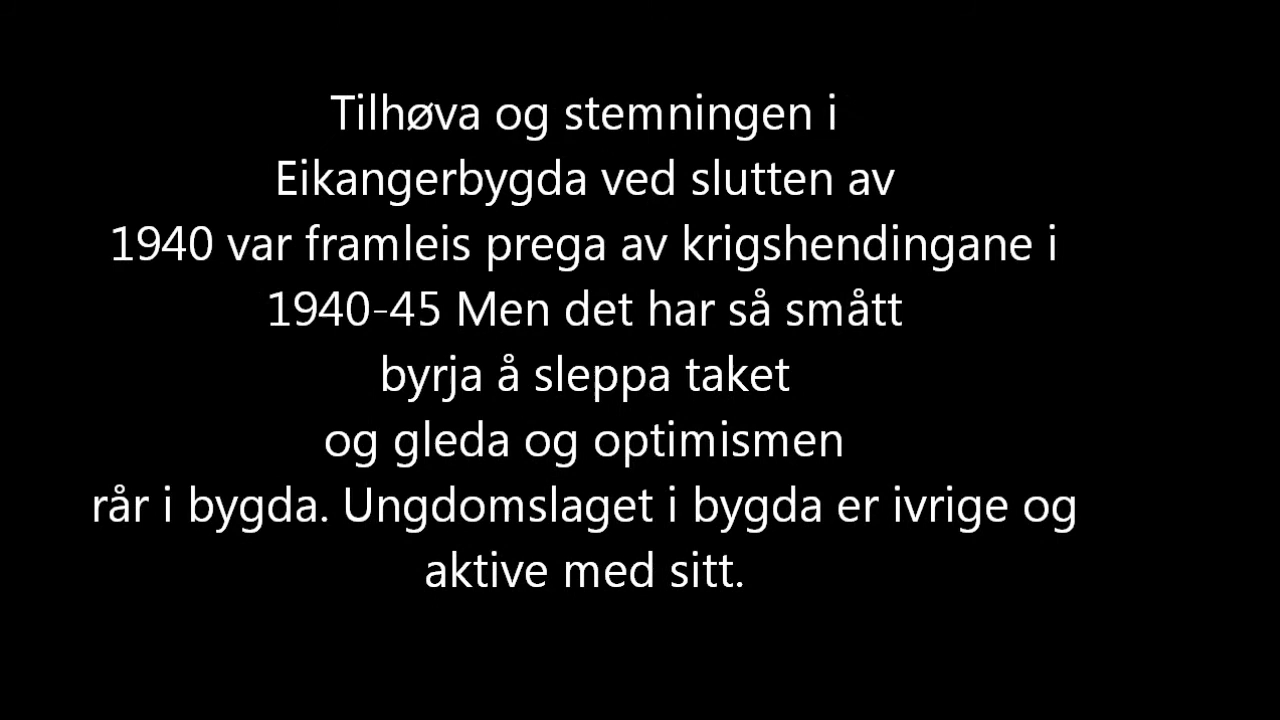 Tilhøva og stemningen i
Eikangerbygda ved slutten av
1940 var framleis prega av krigshendingane i
1940-45 Men det har så smått
byrja å sleppa taket
og gleda og optimismen
rår i bygda. Ungdomslaget i bygda er ivrige og
aktive med sitt.